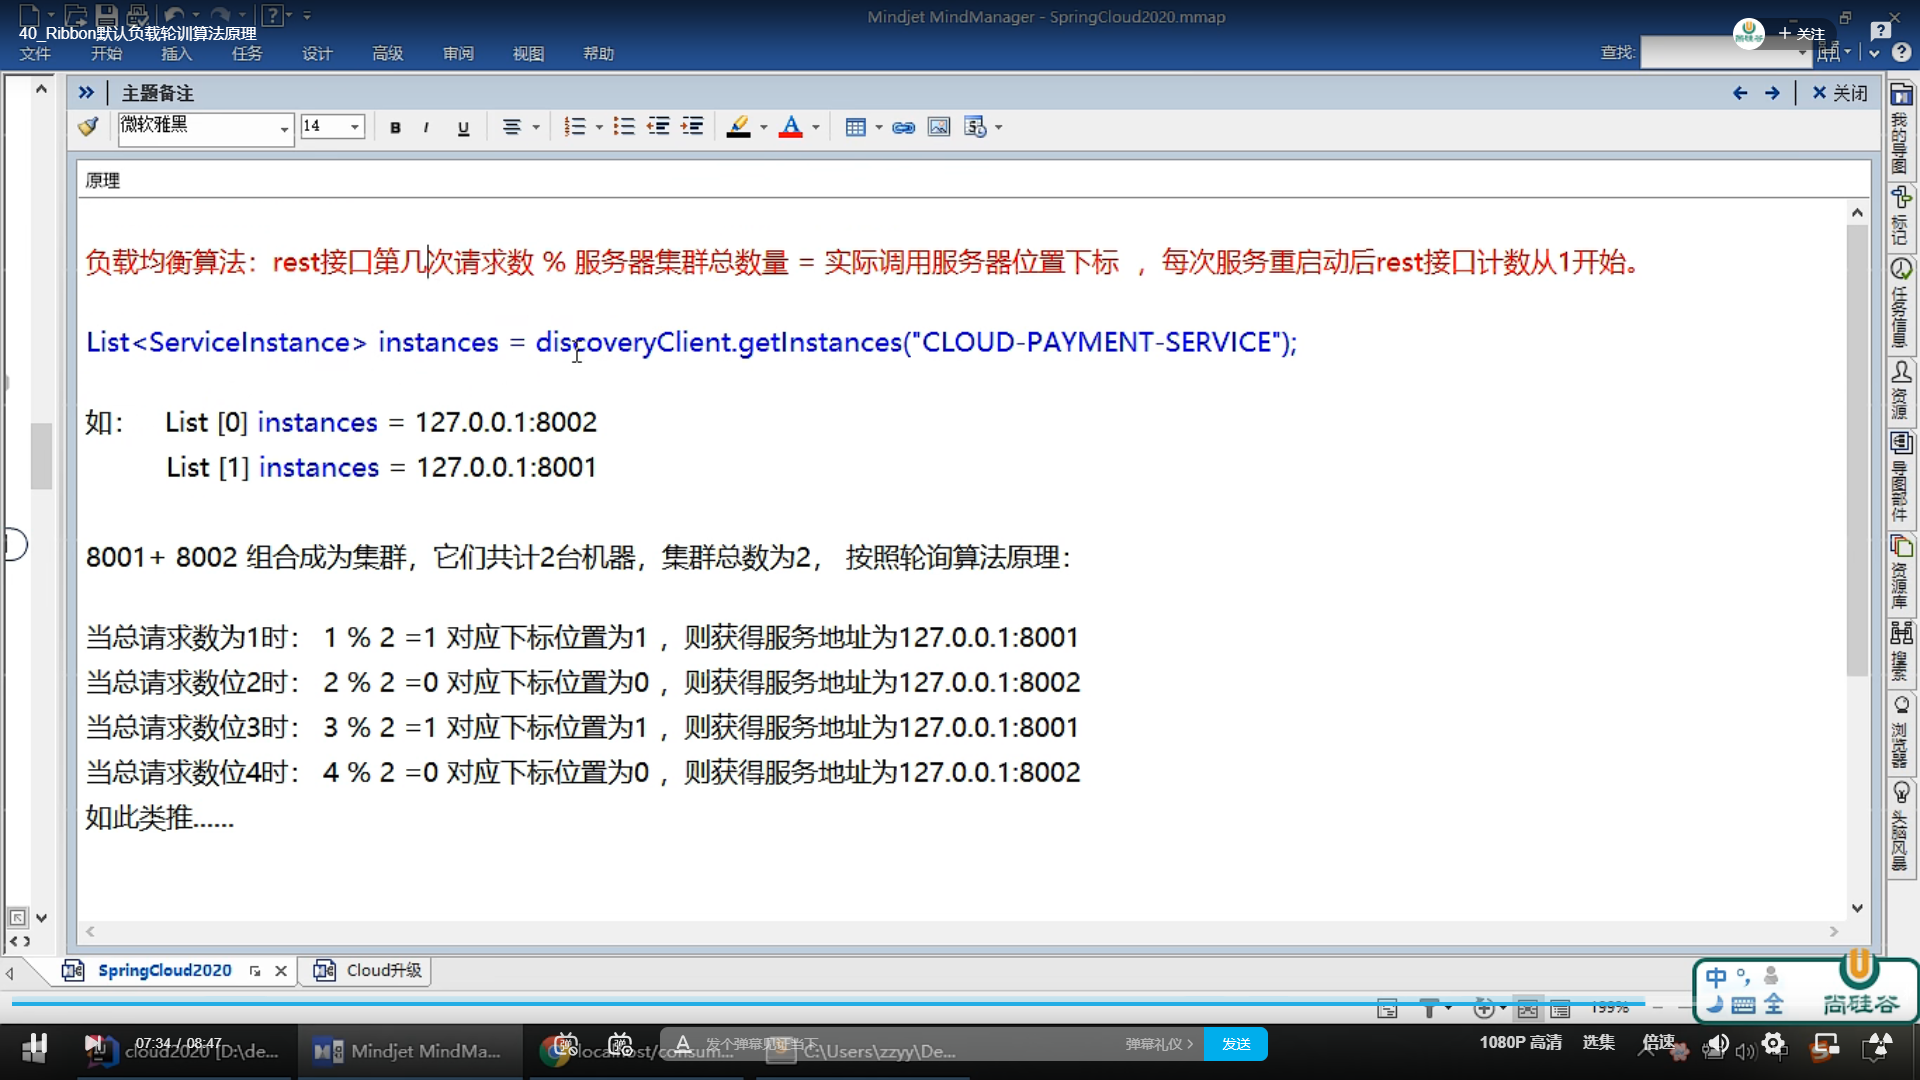 Mindjet MindManager - SpringCloud2020.mmap
40_Ribbon默认负载轮训算法原理
+ 关注
文件 开始 插入 任务 设计 高级 审阅 视图 帮助
查找:
主题备注
关闭
微软雅黑 14 B I U
原理
负载均衡算法：rest接口第几次请求数 % 服务器集群总数量 = 实际调用服务器位置下标 ，每次服务重启动后rest接口计数从1开始。
List<ServiceInstance> instances = discoveryClient.getInstances("CLOUD-PAYMENT-SERVICE");
如： List [0] instances = 127.0.0.1:8002
List [1] instances = 127.0.0.1:8001
8001+ 8002 组合成为集群，它们共计2台机器，集群总数为2， 按照轮询算法原理：
当总请求数为1时： 1 % 2 =1 对应下标位置为1 ，则获得服务地址为127.0.0.1:8001
当总请求数位2时： 2 % 2 =0 对应下标位置为0 ，则获得服务地址为127.0.0.1:8002
当总请求数位3时： 3 % 2 =1 对应下标位置为1 ，则获得服务地址为127.0.0.1:8001
当总请求数位4时： 4 % 2 =0 对应下标位置为0 ，则获得服务地址为127.0.0.1:8002
如此类推......
我的导图
标记
任务信息
资源
导图部件
资源库
搜索
浏览器
头脑风暴
SpringCloud2020
Cloud升级
199%
中
全
尚硅谷
07:34 / 08:47
cloud2020 [D:\de...
Mindjet MindMa...
localhost/consum...
C:\Users\zzyy\De...
发个弹幕见证当下
弹幕礼仪 >
发送
1080P 高清
选集
倍速